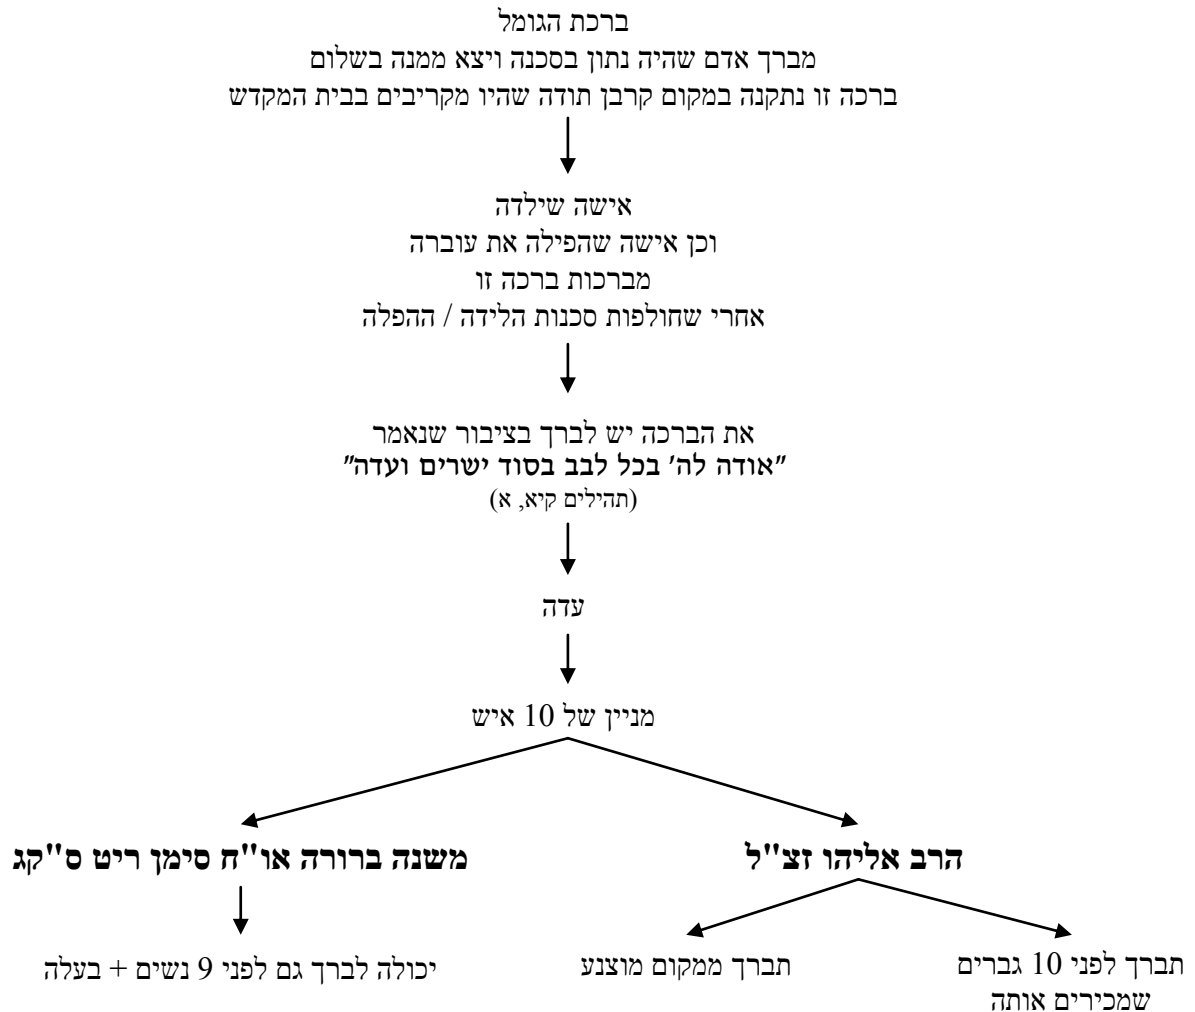 ברכת הגומל
מברך אדם שהיה נתון בסכנה ויצא ממנה בשלום
ברכה זו נתקנה במקום קרבן תודה שהיו מקריבים בבית המקדש
אישה שילדה
וכן אישה שהפילה את עוברה
מברכות ברכה זו
אחרי שחולפות סכנות הלידה / ההפלה
את הברכה יש לברך בציבור שנאמר
"אודה לה' בכל לבב בסוד ישרים ועדה"
(תהילים קיא, א)
עדה
מניין של 10 איש
הרב אליהו זצ"ל
משנה ברורה או"ח סימן ריט ס"קג
תברך לפני 10 גברים
שמכירים אותה
תברך ממקום מוצנע
יכולה לברך גם לפני 9 נשים + בעלה